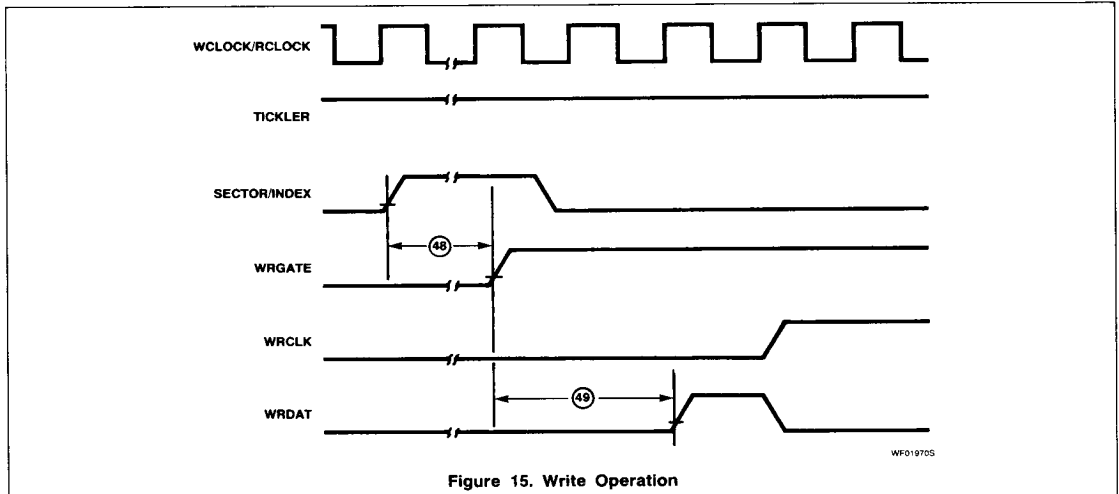 WCLOCK/RCLOCK
TICKLER
SECTOR/INDEX
48
WRGATE
WRCLK
49
WRDAT
WF01970S
Figure 15. Write Operation